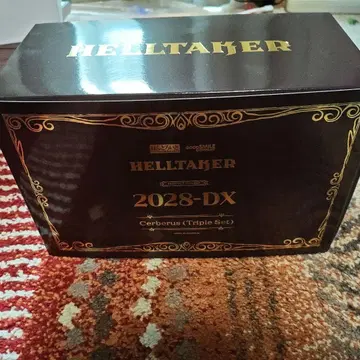 HELLTAKER
HELLTAKER
2028-DX
Cerberus (Triple Set)